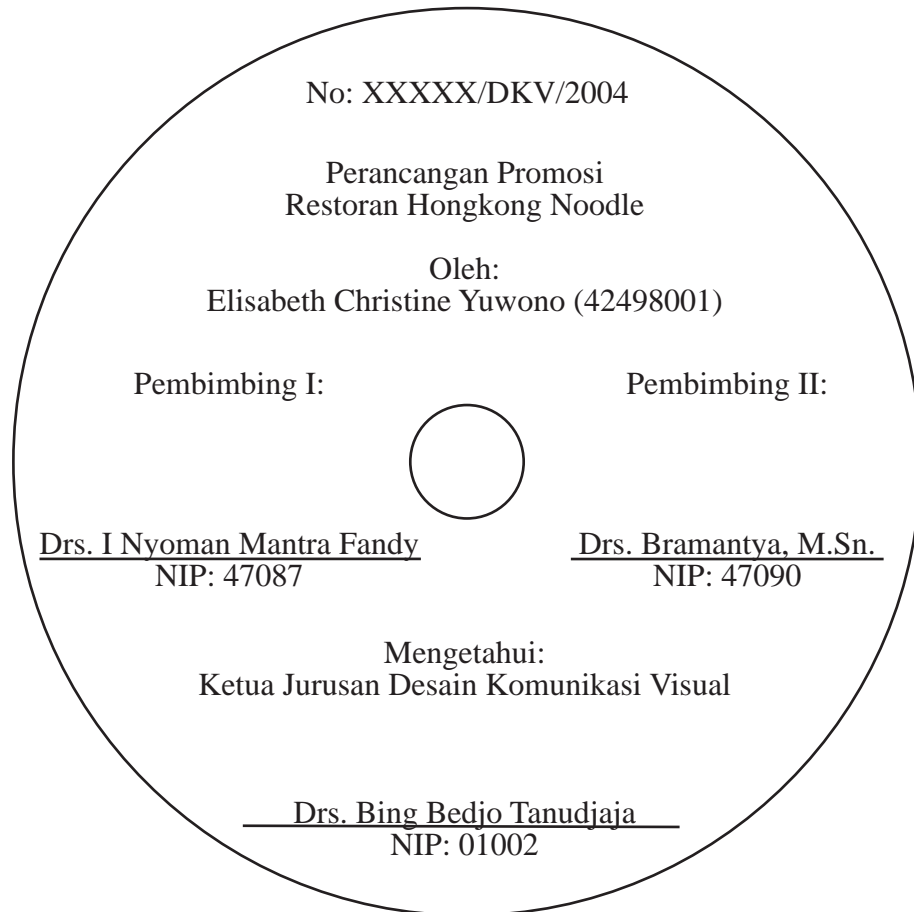 No: XXXXX/DKV/2004
Perancangan Promosi
Restoran Hongkong Noodle
Oleh:
Elisabeth Christine Yuwono (42498001)
Pembimbing I:
Pembimbing II:
Drs. I Nyoman Mantra Fandy
NIP: 47087
Drs. Bramantya, M.Sn.
NIP: 47090
Mengetahui:
Ketua Jurusan Desain Komunikasi Visual
Drs. Bing Bedjo Tanudjaja
NIP: 01002